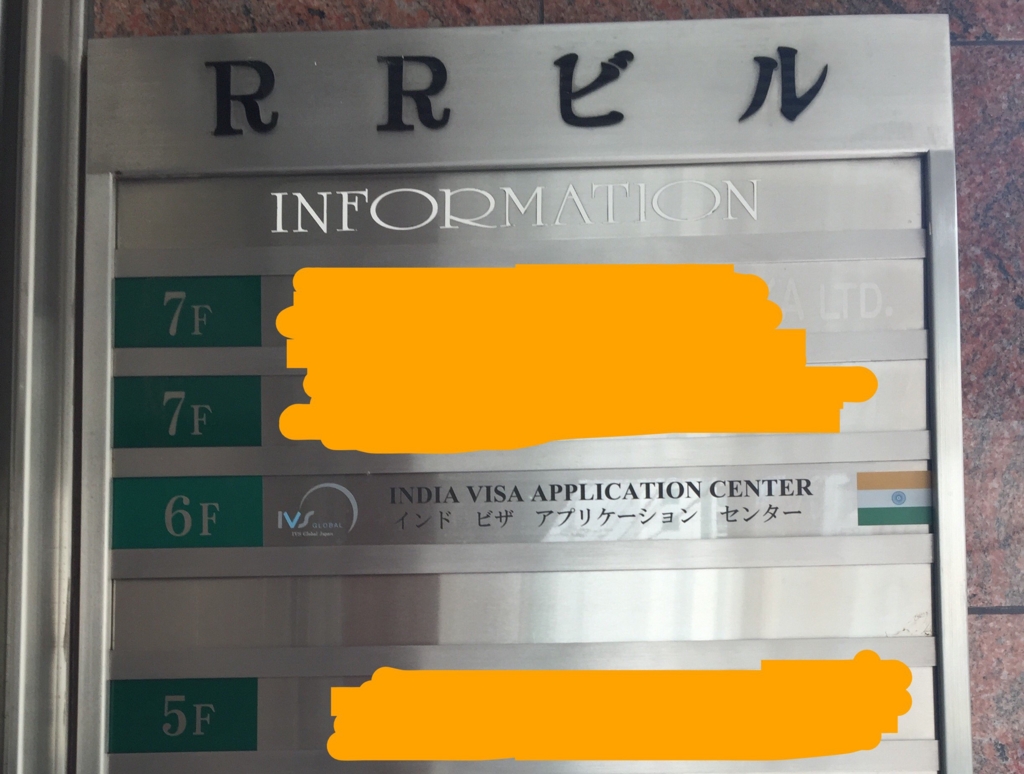 RRビル
INFORMATION
7F
LTD.
7F
6F IVS GLOBAL INDIA VISA APPLICATION CENTER
インド ビザ アプリケーション センター
5F